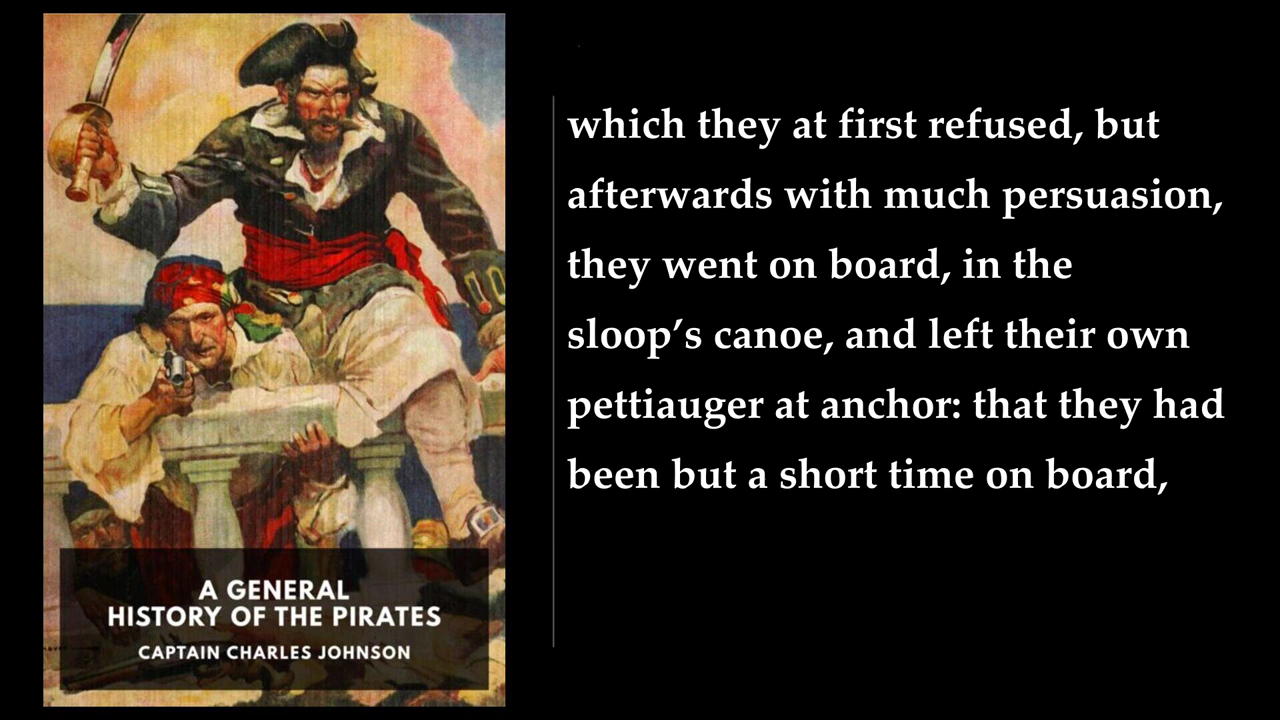 A GENERAL
HISTORY OF THE PIRATES
CAPTAIN CHARLES JOHNSON
which they at first refused, but
afterwards with much persuasion,
they went on board, in the
sloop’s canoe, and left their own
pettiauger at anchor: that they had
been but a short time on board,